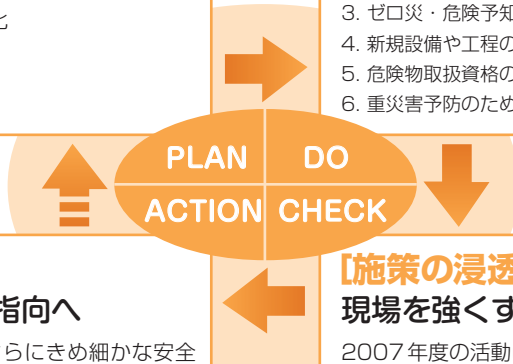 化
3. ゼロ災・危険予知
4. 新規設備や工程の
5. 危険物取扱資格の
6. 重災害予防のため
PLAN DO
ACTION CHECK
指向へ
らにきめ細かな安全
[施策の浸透
現場を強くす
2007年度の活動